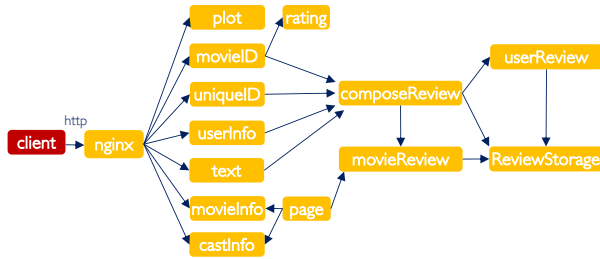 plot
rating
movieID
userReview
uniqueID
composeReview
http
userInfo
client
nginx
text
movieReview
ReviewStorage
movieInfo
page
castInfo